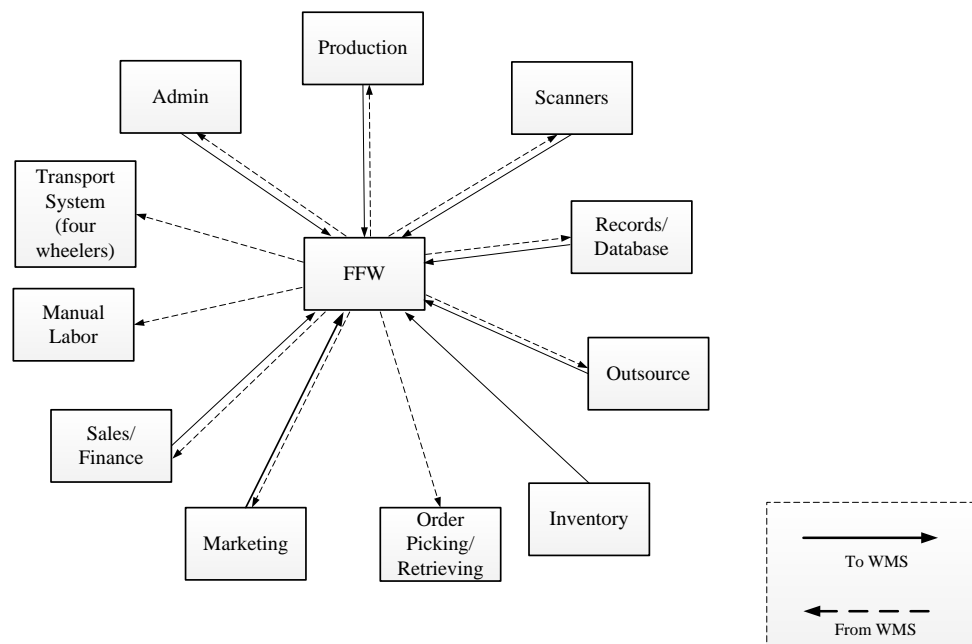 Production
Admin
Scanners
Transport
System
(four
wheelers)
Records/
Database
FFW
Manual
Labor
Outsource
Sales/
Finance
Marketing
Order
Picking/
Retrieving
Inventory
To WMS
From WMS